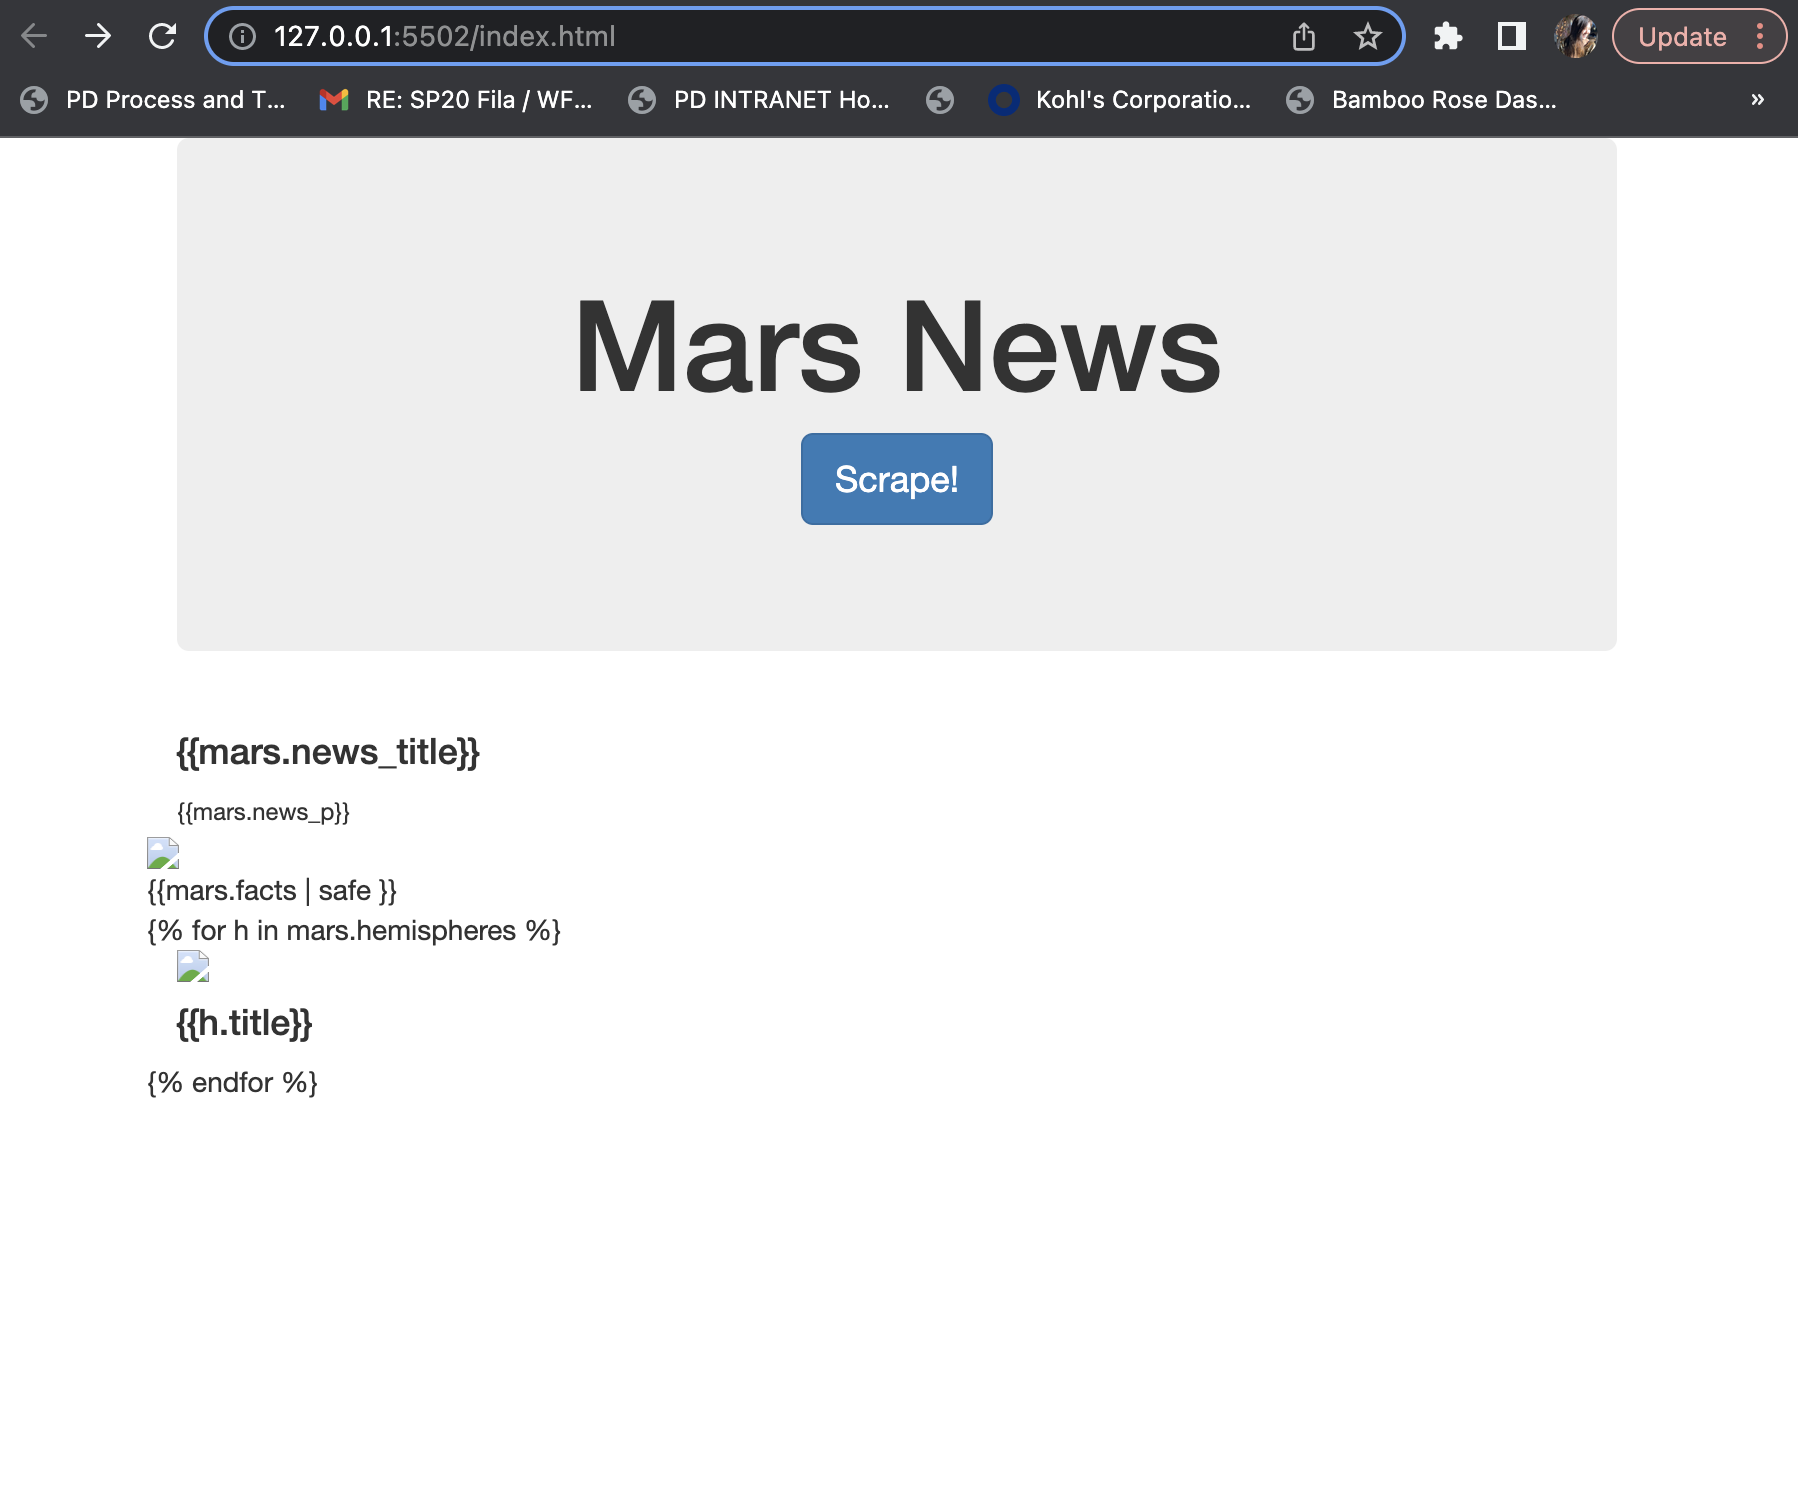 127.0.0.1:5502/index.html
Update
PD Process and T...
RE: SP20 Fila / WF...
PD INTRANET Ho...
Kohl's Corporatio...
Bamboo Rose Das...
»
Mars News
Scrape!
{{mars.news_title}}
{{mars.news_p}}
{{mars.facts | safe }}
{% for h in mars.hemispheres %}
{{h.title}}
{% endfor %}